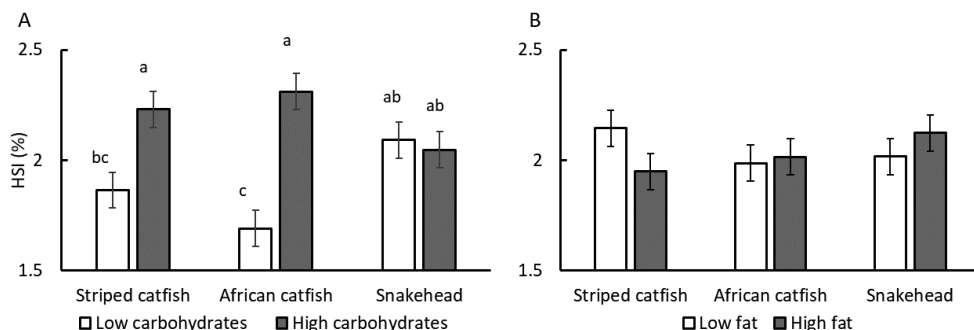 A
B
2.5
2
1.5
HSI (%)
a
a
ab
ab
bc
c
Striped catfish African catfish Snakehead
Low carbohydrates High carbohydrates
2.5
2
1.5
Striped catfish African catfish Snakehead
Low fat High fat